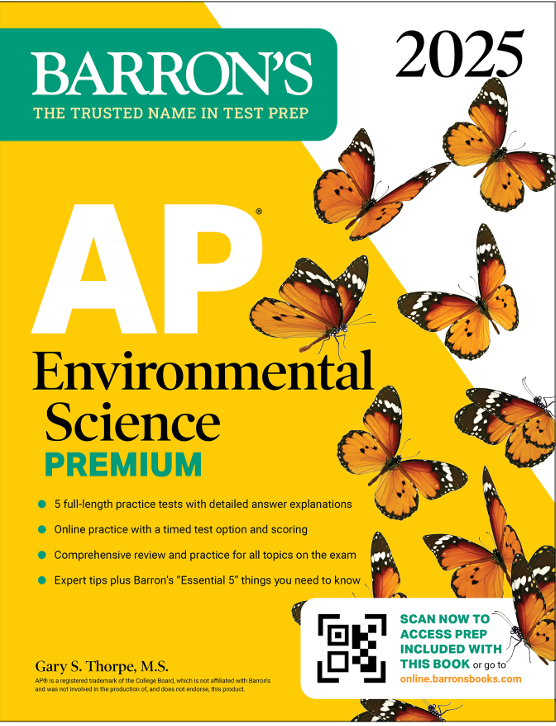 BARRON'S
THE TRUSTED NAME IN TEST PREP
2025
AP®
Environmental
Science
PREMIUM
5 full-length practice tests with detailed answer explanations
Online practice with a timed test option and scoring
Comprehensive review and practice for all topics on the exam
Expert tips plus Barron's “Essential 5” things you need to know
SCAN NOW TO
ACCESS PREP
INCLUDED WITH
THIS BOOK or go to
online.barronsbooks.com
Gary S. Thorpe, M.S.
AP® is a registered trademark of the College Board, which is not affiliated with Barron's
and was not involved in the production of, and does not endorse, this product.